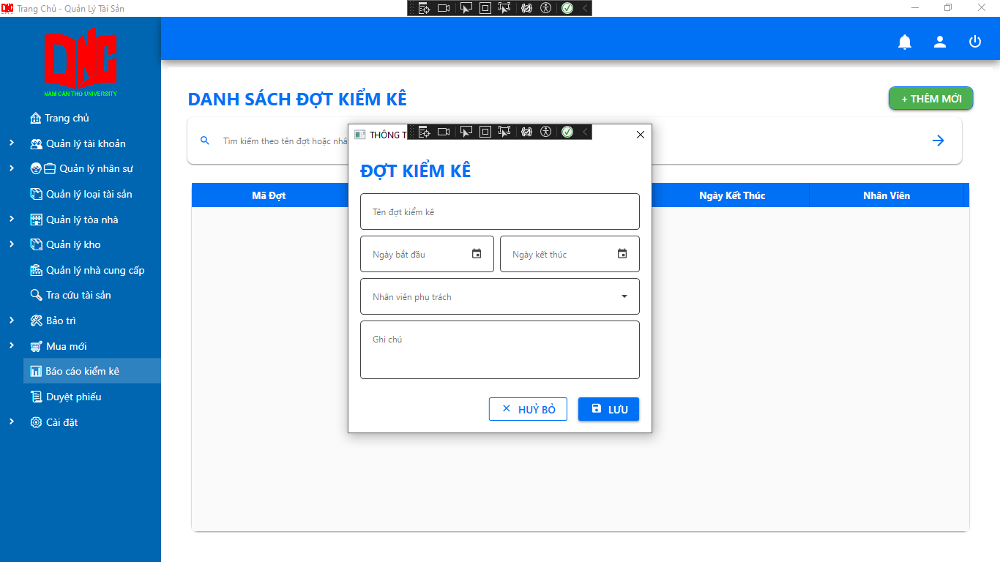 Trang Chủ - Quản Lý Tài Sản
DNC
NAM CAN THO UNIVERSITY
Trang chủ
Quản lý tài khoản
Quản lý nhân sự
Quản lý loại tài sản
Quản lý tòa nhà
Quản lý kho
Quản lý nhà cung cấp
Tra cứu tài sản
Bảo trì
Mua mới
Báo cáo kiểm kê
Duyệt phiếu
Cài đặt
DANH SÁCH ĐỢT KIỂM KÊ
+ THÊM MỚI
Tìm kiếm theo tên đợt hoặc
Mã Đợt
Ngày Kết Thúc
Nhân Viên
THÔNG
ĐỢT KIỂM KÊ
Tên đợt kiểm kê
Ngày bắt đầu
Ngày kết thúc
Nhân viên phụ trách
Ghi chú
HUỶ BỎ
LƯU